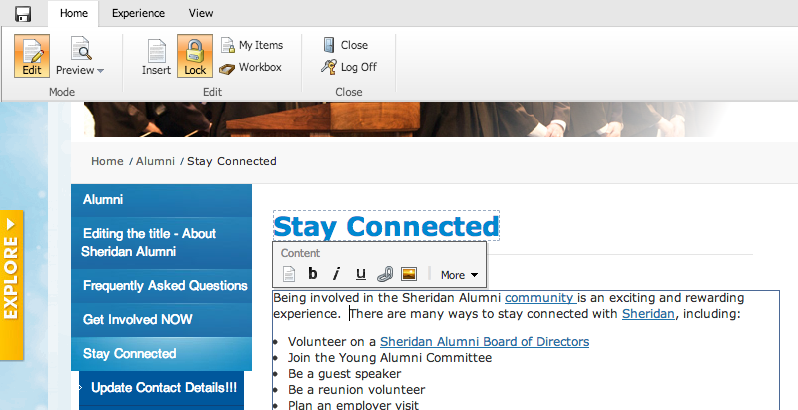 Home Experience View
Edit Preview Insert Lock My Items Close
Workbox Log Off
Mode Edit Close
Home / Alumni / Stay Connected
EXPLORE
Alumni
Editing the title - About
Sheridan Alumni
Frequently Asked Questions
Get Involved NOW
Stay Connected
Update Contact Details!!!
Stay Connected
Content
b i u More
Being involved in the Sheridan Alumni community is an exciting and rewarding
experience. There are many ways to stay connected with Sheridan, including:
Volunteer on a Sheridan Alumni Board of Directors
Join the Young Alumni Committee
Be a guest speaker
Be a reunion volunteer
Plan an employer visit